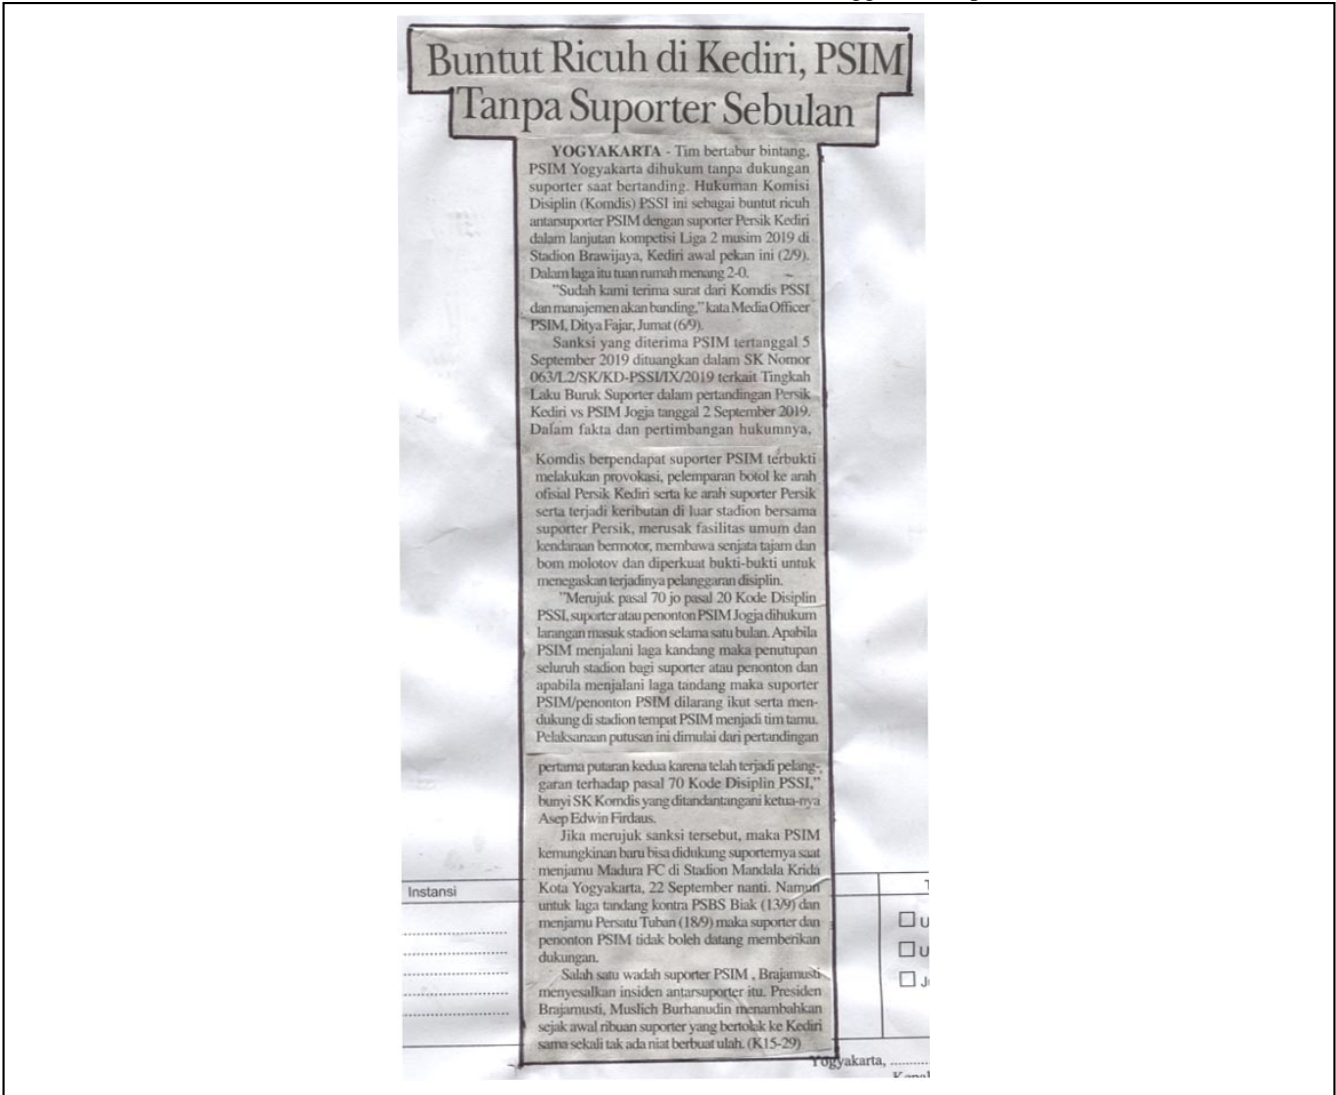 Buntut Ricuh di Kediri, PSIM
Tanpa Suporter Sebulan
YOGYAKARTA - Tim bertabur bintang,
PSIM Yogyakarta dihukum tanpa dukungan
suporter saat bertanding. Hukuman Komisi
Disiplin (Komdis) PSSI ini sebagai buntut ricuh
antarsuporter PSIM dengan suporter Persik Kediri
dalam lanjutan kompetisi Liga 2 musim 2019 di
Stadion Brawijaya, Kediri awal pekan ini (2/9).
Dalam laga itu tuan rumah menang 2-0.
"Sudah kami terima surat dari Komdis PSSI
dan manajemen akan banding," kata Media Officer
PSIM, Ditya Fajar, Jumat (6/9).
Sanksi yang diterima PSIM tertanggal 5
September 2019 dituangkan dalam SK Nomor
063/L2/SK/KD-PSSI/IX/2019 terkait Tingkah
Laku Buruk Suporter dalam pertandingan Persik
Kediri vs PSIM Jogja tanggal 2 September 2019.
Dalam fakta dan pertimbangan hukumnya,
Komdis berpendapat suporter PSIM terbukti
melakukan provokasi, pelemparan botol ke arah
ofisial Persik Kediri serta ke arah suporter Persik
serta terjadi keributan di luar stadion bersama
suporter Persik, merusak fasilitas umum dan
kendaraan bermotor, membawa senjata tajam dan
bom molotov dan diperkuat bukti-bukti untuk
menegaskan terjadinya pelanggaran disiplin.
"Merujuk pasal 70 jo pasal 20 Kode Disiplin
PSSI, suporter atau penonton PSIM Jogja dihukum
larangan masuk stadion selama satu bulan. Apabila
PSIM menjalani laga kandang maka penutupan
seluruh stadion bagi suporter atau penonton dan
apabila menjalani laga tandang maka suporter
PSIM/penonton PSIM dilarang ikut serta men-
dukung di stadion tempat PSIM menjadi tim tamu.
Pelaksanaan putusan ini dimulai dari pertandingan
pertama putaran kedua karena telah terjadi pelang-
garan terhadap pasal 70 Kode Disiplin PSSI,"
bunyi SK Komdis yang ditandantangani ketua-nya
Asep Edwin Firdaus.
Jika merujuk sanksi tersebut, maka PSIM
kemungkinan baru bisa didukung suporternya saat
menjamu Madura FC di Stadion Mandala Krida
Kota Yogyakarta, 22 September nanti. Namun
untuk laga tandang kontra PSBS Biak (13/9) dan
menjamu Persatu Tuban (18/9) maka suporter dan
penonton PSIM tidak boleh datang memberikan
dukungan.
Salah satu wadah suporter PSIM , Brajamusti
menyesalkan insiden antarsuporter itu. Presiden
Brajamusti, Muslich Burhanudin menambahkan
sejak awal ribuan suporter yang bertolak ke Kediri
sama sekali tak ada niat berbuat ulah. (K15-29)
Instansi
Yogyakarta, ..........